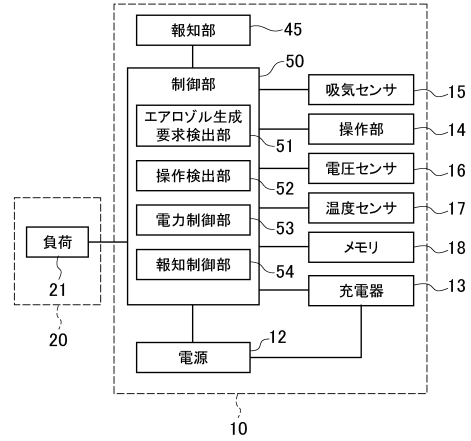 報知部
45
制御部
50
エアロゾル生成
要求検出部
51
操作検出部
52
電力制御部
53
報知制御部
54
吸気センサ
15
操作部
14
電圧センサ
16
温度センサ
17
メモリ
18
充電器
13
負荷
21
20
電源
12
10